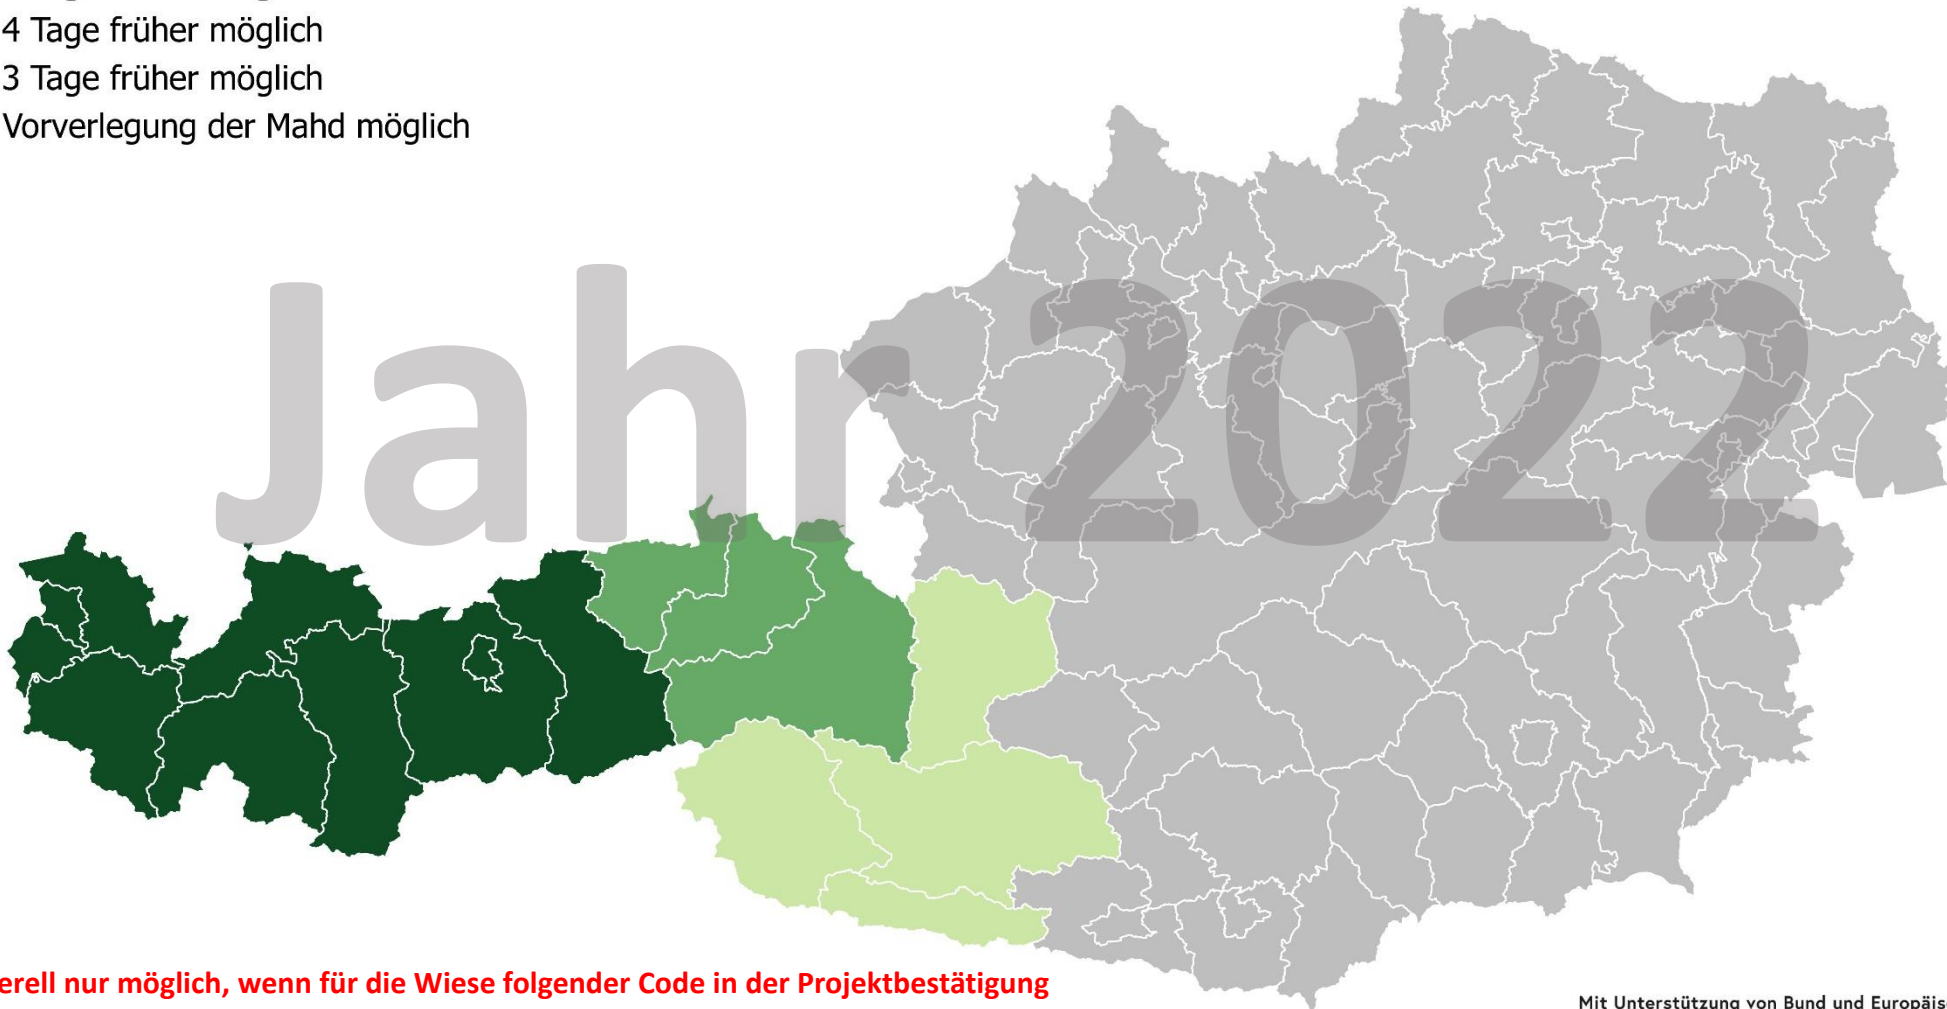 4 Tage früher möglich
3 Tage früher möglich
Vorverlegung der Mahd möglich
Jahr 2022
erell nur möglich, wenn für die Wiese folgender Code in der Projektbestätigung
Mit Unterstützung von Bund und Europäis